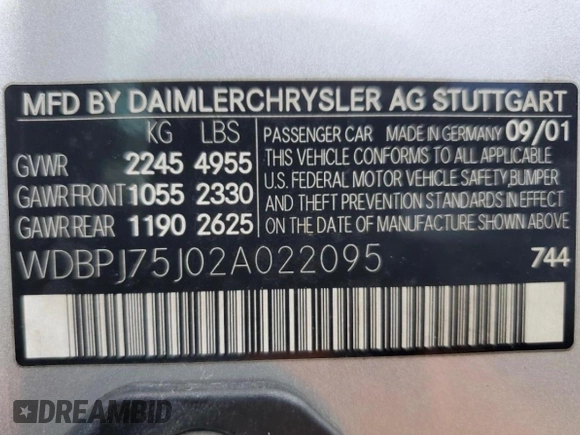 MFD BY DAIMLERCHRYSLER AG STUTTGART
KG LBS
GVWR 2245 4955
GAWR FRONT 1055 2330
GAWR REAR 1190 2625
PASSENGER CAR MADE IN GERMANY 09/01
THIS VEHICLE CONFORMS TO ALL APPLICABLE
U.S. FEDERAL MOTOR VEHICLE SAFETY, BUMPER
AND THEFT PREVENTION STANDARDS IN EFFECT
ON THE DATE OF MANUFACTURE SHOWN ABOVE.
WDBPJ75J02A022095 744
DREAMBID